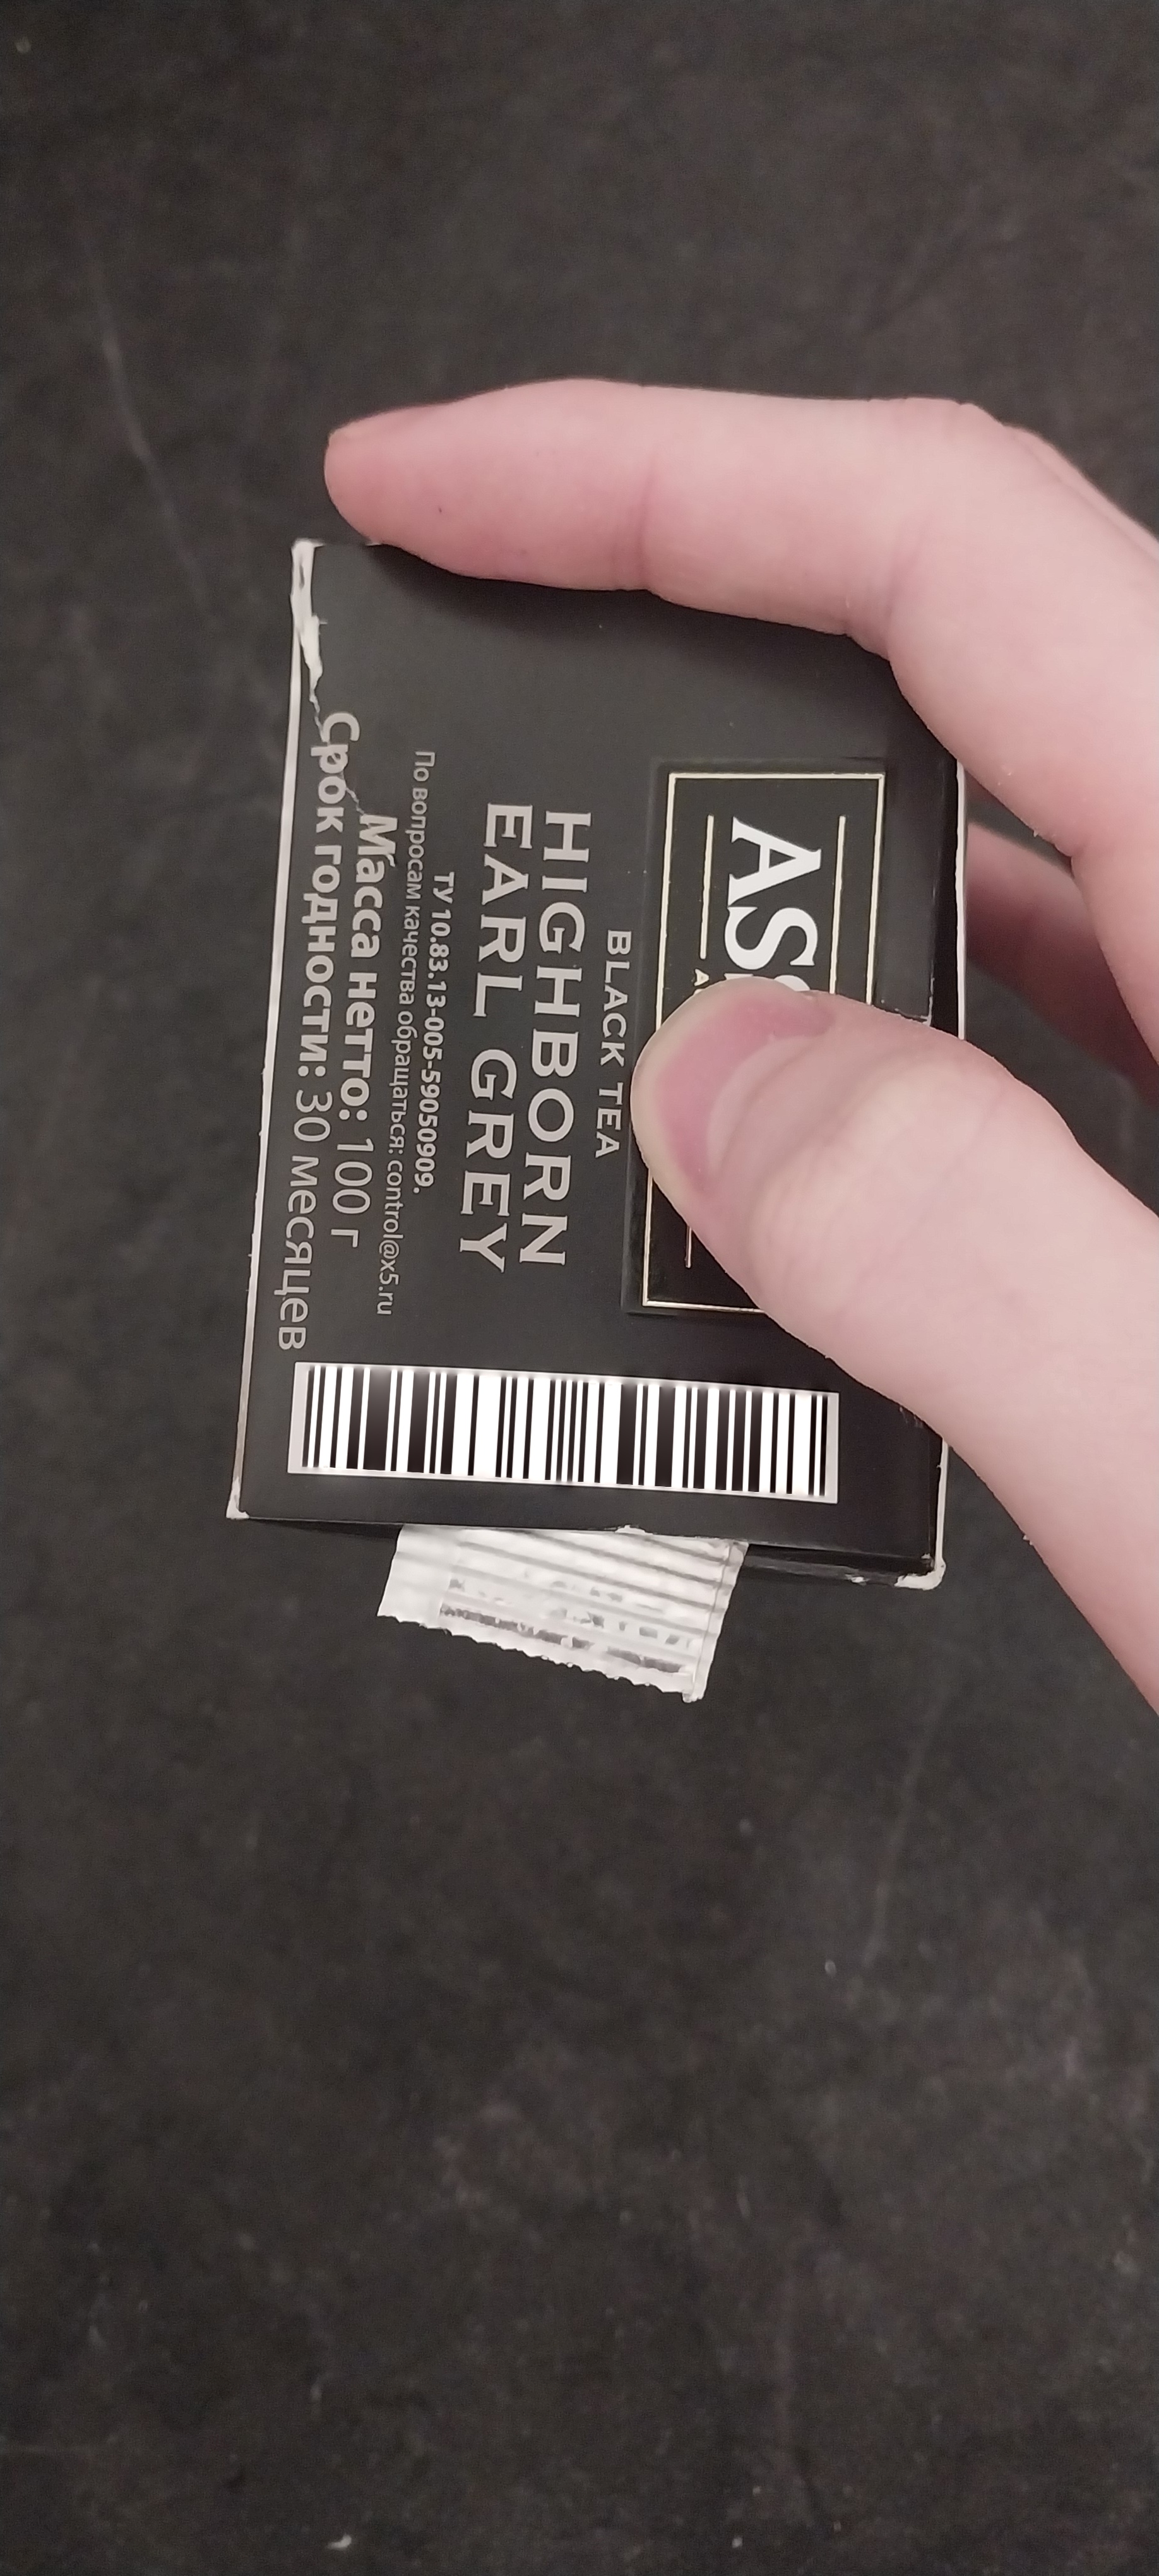 AS
A
BLACK TEA
HIGHBORN
EARL GREY
ТУ 10.83.13-005-59050909.
По вопросам качества обращаться: control@x5.ru
Масса нетто: 100 г
Срок годности: 30 месяцев